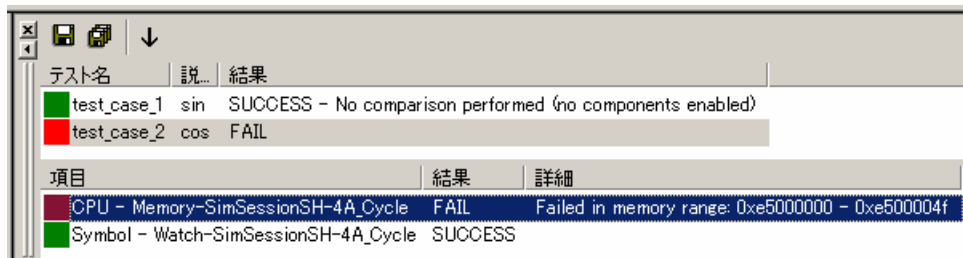 テスト名 説... 結果
test_case_1 sin SUCCESS - No comparison performed (no components enabled)
test_case_2 cos FAIL
項目 結果 詳細
CPU - Memory-SimSessionSH-4A_Cycle FAIL Failed in memory range: 0xe5000000 - 0xe500004f
Symbol - Watch-SimSessionSH-4A_Cycle SUCCESS